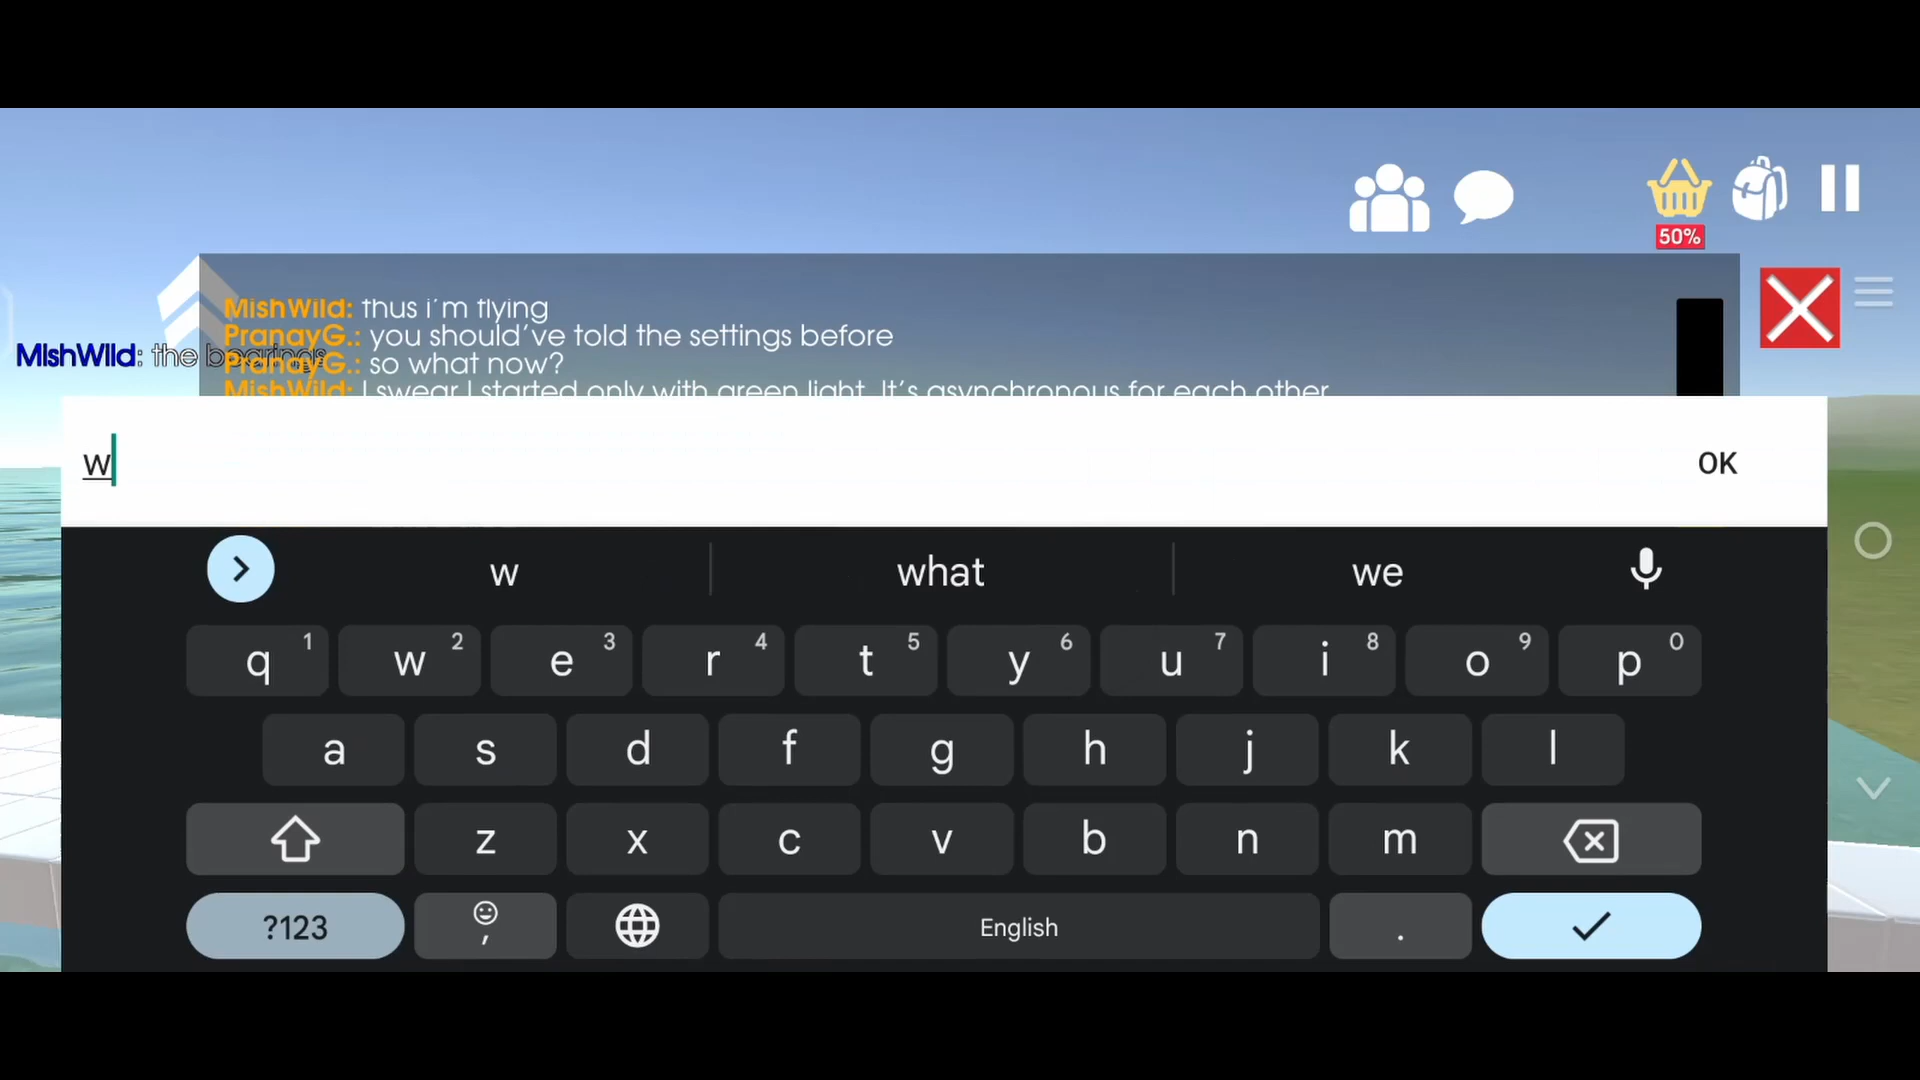 50%
MishWild: thus i'm flying
PranayG.: you should've told the settings before
MishWild: the bearings
PranayG.: so what now?
MishWild: I swear I started only with green light. It's asynchronous for each other
w
OK
w what we
q 1 w 2 e 3 r 4 t 5 y 6 u 7 i 8 o 9 p 0
a s d f g h j k l
z x c v b n m
?123 , English .